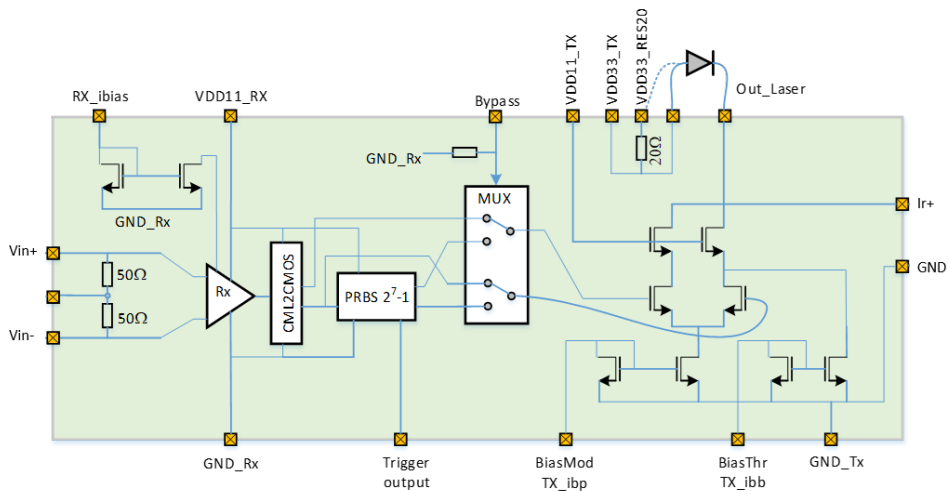 VDD11_TX
VDD33_TX
VDD33_RES20
RX_ibias
VDD11_RX
Bypass
Out_Laser
20Ω
GND_Rx
MUX
GND_Rx
Ir+
Vin+
50Ω
Rx
CML2CMOS
PRBS 2⁷-1
GND
50Ω
Vin-
GND_Rx
Trigger
output
BiasMod
TX_ibp
BiasThr
TX_ibb
GND_Tx